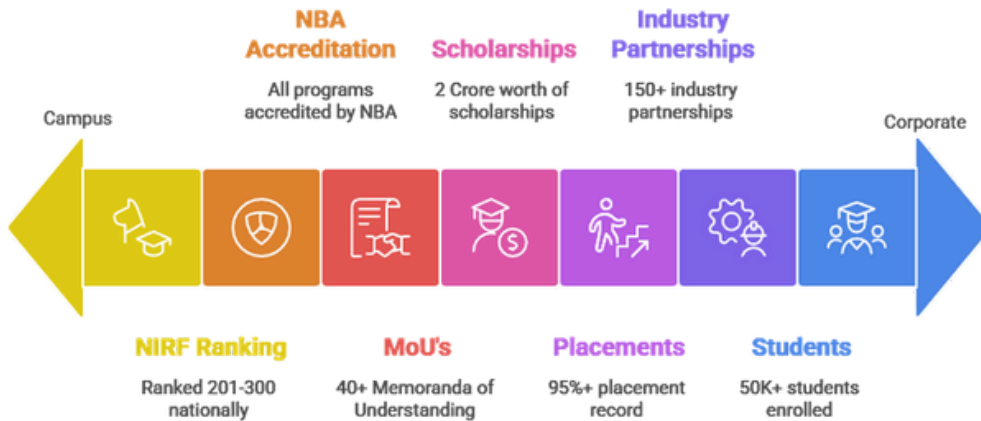 NBA
Accreditation
All programs
accredited by NBA
Scholarships
2 Crore worth of
scholarships
Industry
Partnerships
150+ industry
partnerships
Campus
Corporate
$
NIRF Ranking
Ranked 201-300
nationally
MoU's
40+ Memoranda of
Understanding
Placements
95%+ placement
record
Students
50K+ students
enrolled